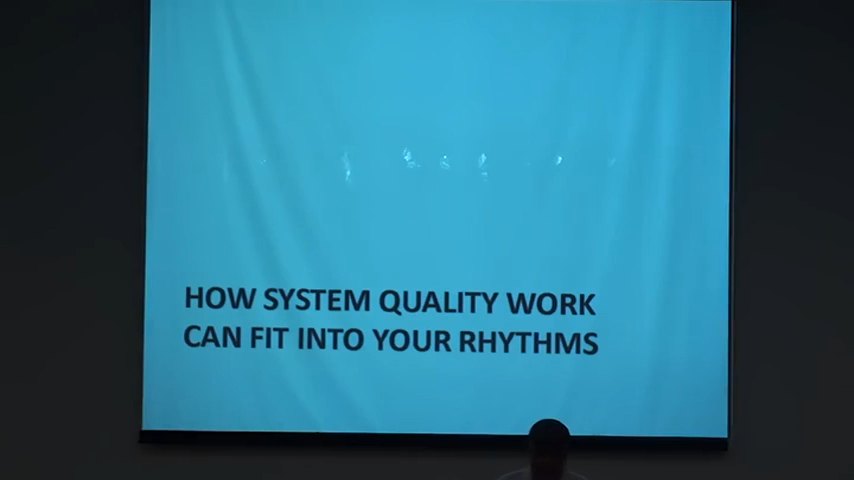 HOW SYSTEM QUALITY WORK
CAN FIT INTO YOUR RHYTHMS